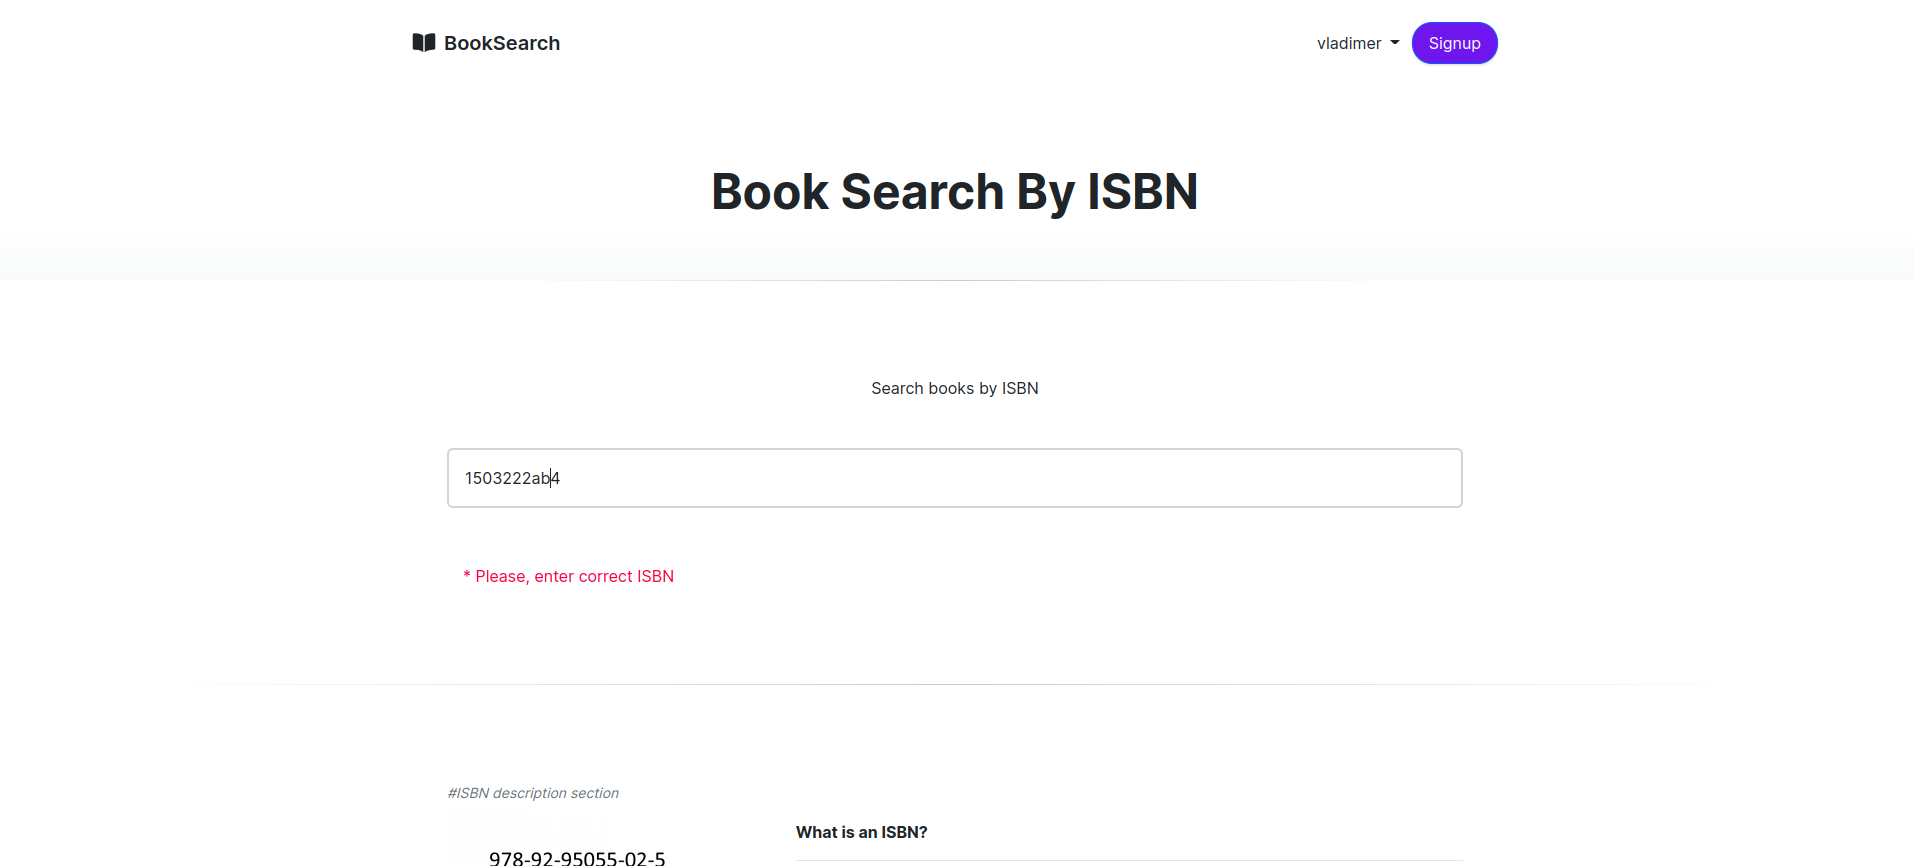 BookSearch
vladimer
Signup
Book Search By ISBN
Search books by ISBN
1503222ab4
* Please, enter correct ISBN
#ISBN description section
What is an ISBN?
978-92-95055-02-5